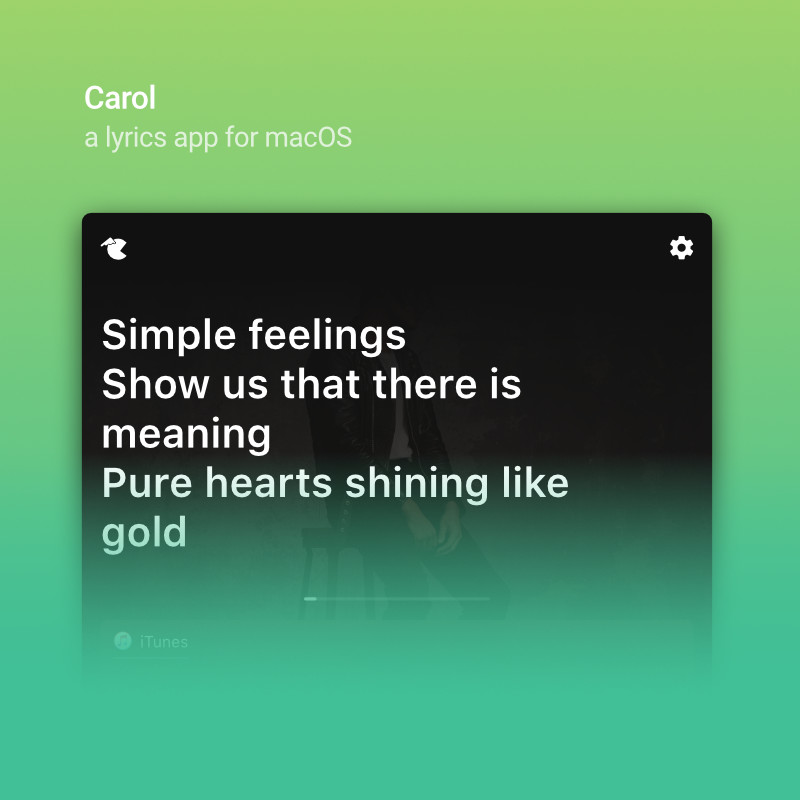 Carol
a lyrics app for macOS
Simple feelings
Show us that there is
meaning
Pure hearts shining like
gold
iTunes